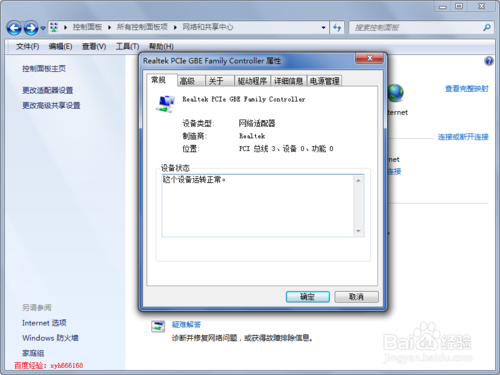 控制面板 ▸ 所有控制面板项 ▸ 网络和共享中心
搜索控制面板
文件(F) 编辑(E) 查看(V) 工具(T) 帮助(H)
控制面板主页
更改适配器设置
更改高级共享设置
Realtek PCIe GBE Family Controller 属性
常规 高级 关于 驱动程序 详细信息 电源管理
Realtek PCIe GBE Family Controller
设备类型: 网络适配器
制造商: Realtek
位置: PCI 总线 3、设备 0、功能 0
设备状态
这个设备运转正常。
确定 取消
查看完整映射
ternet
连接或断开连接
net
连接
疑难解答
诊断并修复网络问题，或获得故障排除信息。
另请参阅
Internet 选项
Windows 防火墙
家庭组
百度经验：xyh666160
Baidu 经验
jingyan.baidu.com